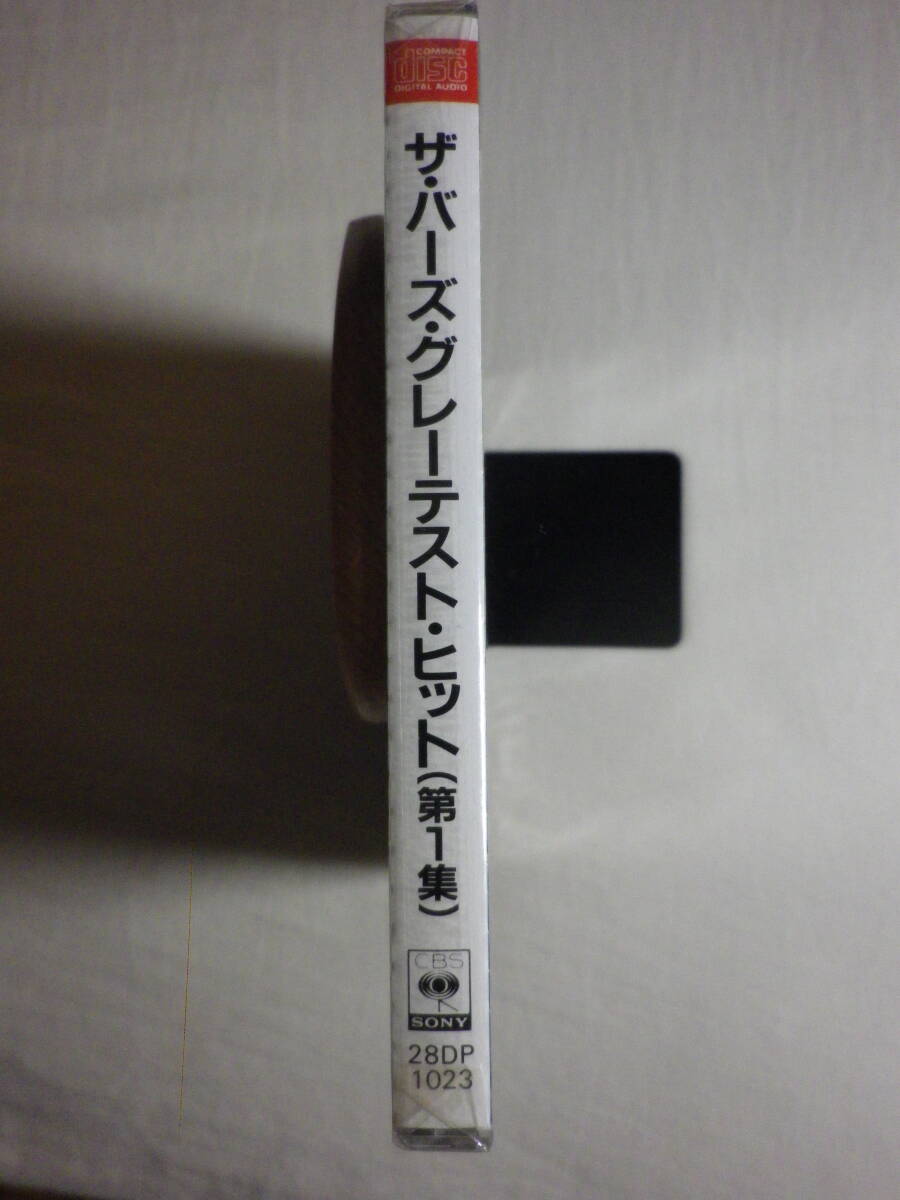 COMPACT
disc
DIGITAL AUDIO
ザ・バーズ・グレーテスト・ヒット(第1集)
CBS
SONY
28DP
1023